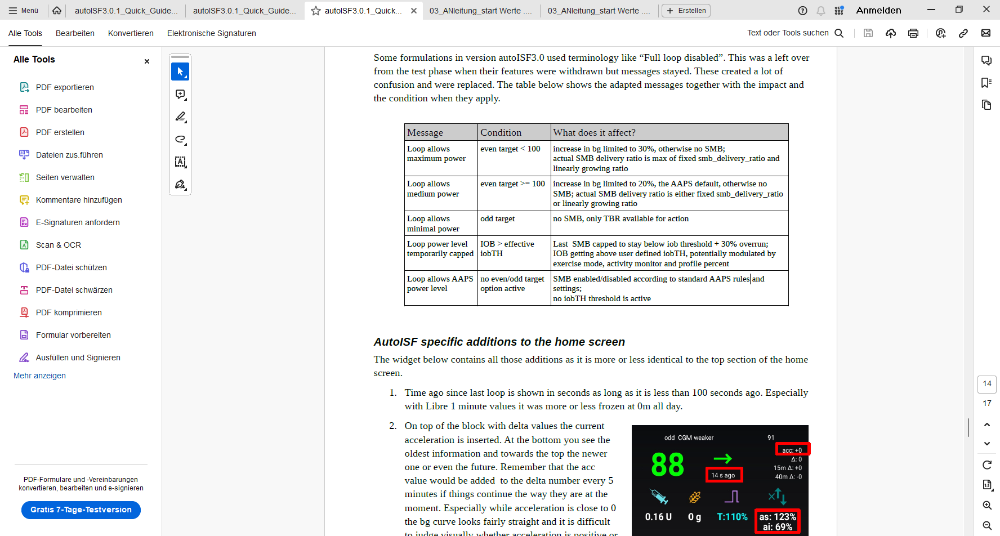 Menü
autoISF3.0.1_Quick_Guide...
autoISF3.0.1_Quick_Guide...
autoISF3.0.1_Quick...
03_ANleitung_start Werte ....
03_ANleitung_start Werte ....
Erstellen
Anmelden
Alle Tools
Bearbeiten
Konvertieren
Elektronische Signaturen
Text oder Tools suchen
Alle Tools
PDF exportieren
PDF bearbeiten
PDF erstellen
Dateien zus.führen
Seiten verwalten
Kommentare hinzufügen
E-Signaturen anfordern
Scan & OCR
PDF-Datei schützen
PDF-Datei schwärzen
PDF komprimieren
Formular vorbereiten
Ausfüllen und Signieren
Mehr anzeigen
PDF-Formulare und -Vereinbarungen
konvertieren, bearbeiten und e-signieren
Gratis 7-Tage-Testversion
Some formulations in version autoISF3.0 used terminology like “Full loop disabled”. This was a left over
from the test phase when their features were withdrawn but messages stayed. These created a lot of
confusion and were replaced. The table below shows the adapted messages together with the impact and
the condition when they apply.
Message
Condition
What does it affect?
Loop allows
maximum power
even target < 100
increase in bg limited to 30%, otherwise no SMB;
actual SMB delivery ratio is max of fixed smb_delivery_ratio and
linearly growing ratio
Loop allows
medium power
even target >= 100
increase in bg limited to 20%, the AAPS default, otherwise no
SMB; actual SMB delivery ratio is either fixed smb_delivery_ratio
or linearly growing ratio
Loop allows
minimal power
odd target
no SMB, only TBR available for action
Loop power level
temporarily capped
IOB > effective
iobTH
Last  SMB capped to stay below iob threshold + 30% overrun;
IOB getting above user defined iobTH, potentially modulated by
exercise mode, activity monitor and profile percent
Loop allows AAPS
power level
no even/odd target
option active
SMB enabled/disabled according to standard AAPS rules and
settings;
no iobTH threshold is active
AutoISF specific additions to the home screen
The widget below contains all those additions as it is more or less identical to the top section of the home
screen.
1. Time ago since last loop is shown in seconds as long as it is less than 100 seconds ago. Especially
with Libre 1 minute values it was more or less frozen at 0m all day.
2. On top of the block with delta values the current
acceleration is inserted. At the bottom you see the
oldest information and towards the top the newer
one or even the future. Remember that the acc
value would be added  to the delta number every 5
minutes if things continue the way they are at the
moment. Especially while acceleration is close to 0
the bg curve looks fairly straight and it is difficult
to judge visually whether acceleration is positive or
odd CGM weaker
91
88
14 s ago
acc: +0
Δ: 0
15m Δ: +0
40m Δ: -0
0.16 U
0 g
T:110%
as: 123%
ai: 69%
14
17
1:1